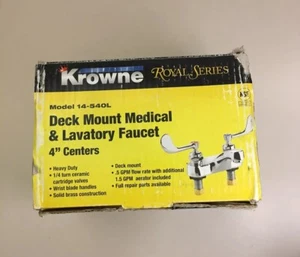 Krowne
ROYAL SERIES
Model 14-540L
Deck Mount Medical
& Lavatory Faucet
4" Centers
• Heavy Duty
• 1/4 turn ceramic
cartridge valves
• Wrist blade handles
• Solid brass construction
• Deck mount
• .5 GPM flow rate with additional
1.5 GPM aerator included
• Full repair parts available